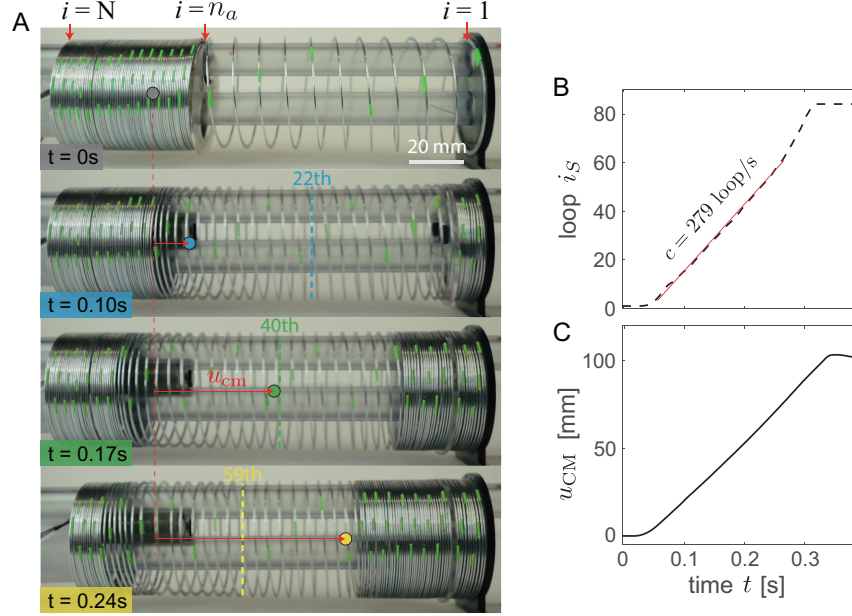 A
i = N
i = n_a
i = 1
20 mm
t = 0s
22th
t = 0.10s
40th
u_cm
t = 0.17s
59th
t = 0.24s
B
80
60
40
20
0
loop i_S
c = 279 loop/s
C
100
50
0
u_CM [mm]
0
0.1
0.2
0.3
time t [s]